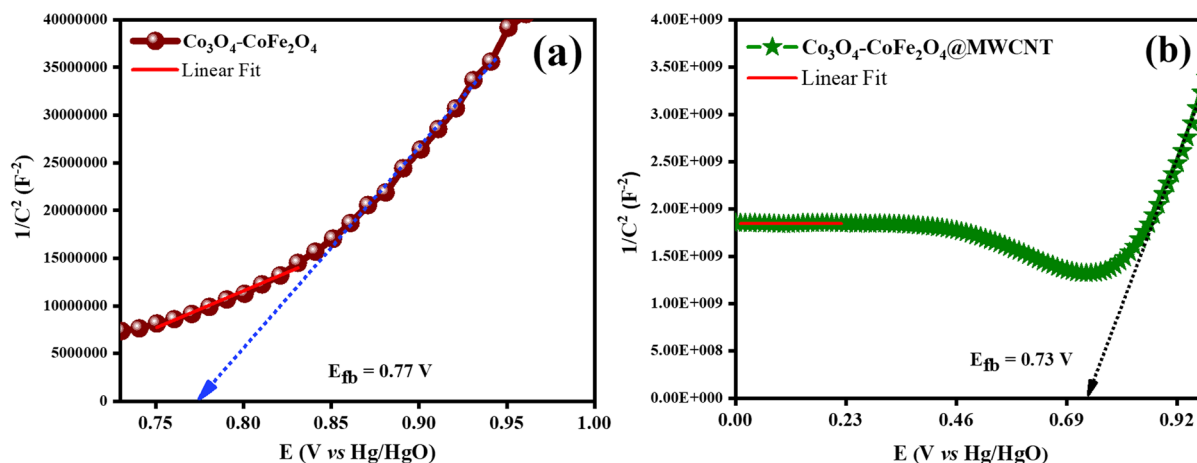 (a)
Co₃O₄-CoFe₂O₄
Linear Fit
1/C² (F⁻²)
40000000
35000000
30000000
25000000
20000000
15000000
10000000
5000000
0
E_fb = 0.77 V
0.75 0.80 0.85 0.90 0.95 1.00
E (V vs Hg/HgO)
(b)
Co₃O₄-CoFe₂O₄@MWCNT
Linear Fit
1/C² (F⁻²)
4.00E+009
3.50E+009
3.00E+009
2.50E+009
2.00E+009
1.50E+009
1.00E+009
5.00E+008
0.00E+000
E_fb = 0.73 V
0.00 0.23 0.46 0.69 0.92
E (V vs Hg/HgO)